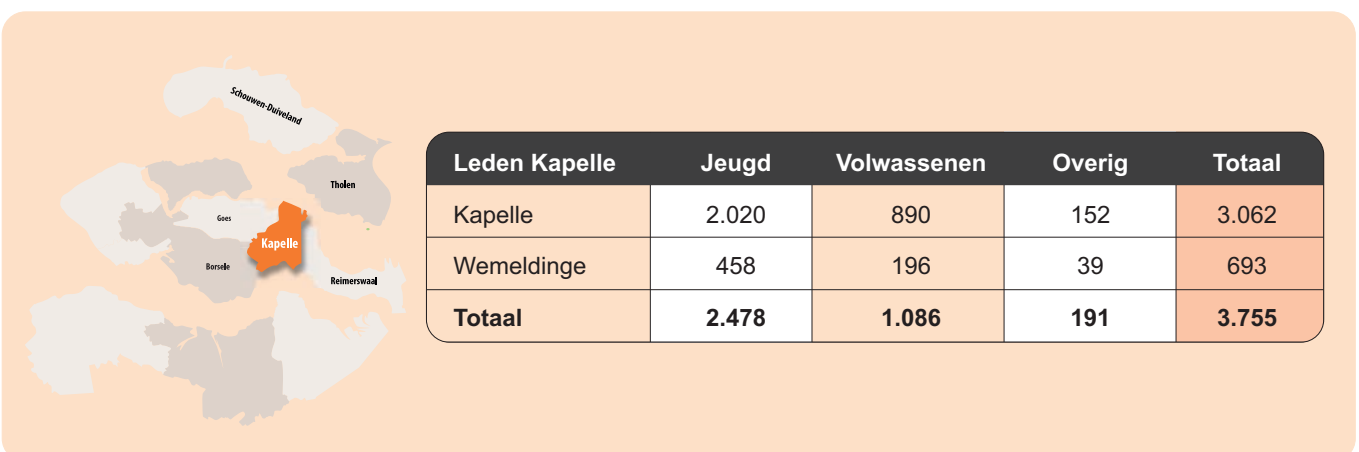 Schouwen-Duiveland
Tholen
Goes
Kapelle
Borsele
Reimerswaal
Leden Kapelle Jeugd Volwassenen Overig Totaal
Kapelle 2.020 890 152 3.062
Wemeldinge 458 196 39 693
Totaal 2.478 1.086 191 3.755